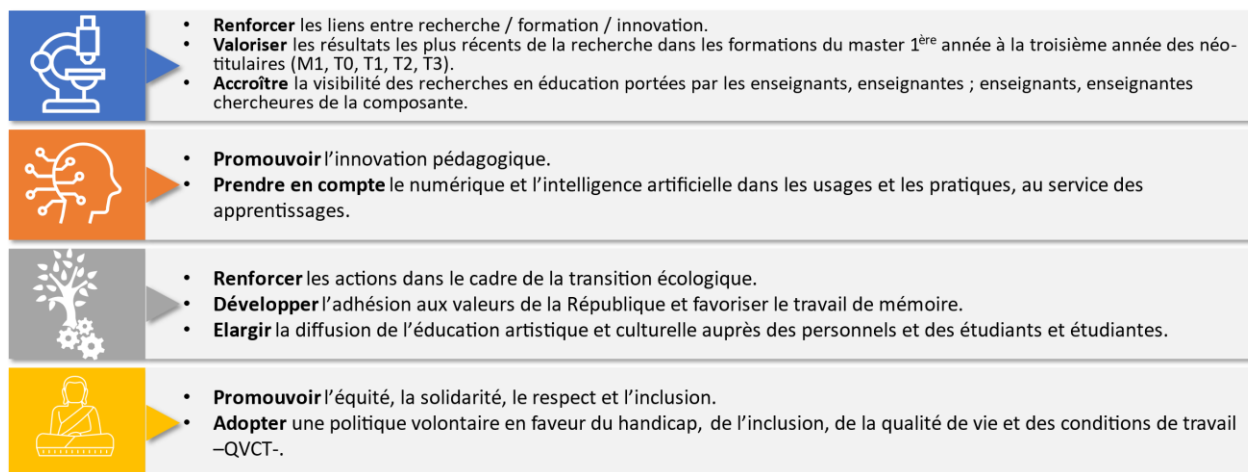 • Renforcer les liens entre recherche / formation / innovation.
• Valoriser les résultats les plus récents de la recherche dans les formations du master 1ère année à la troisième année des néo-
titulaires (M1, T0, T1, T2, T3).
• Accroître la visibilité des recherches en éducation portées par les enseignants, enseignantes ; enseignants, enseignantes
chercheures de la composante.
• Promouvoir l’innovation pédagogique.
• Prendre en compte le numérique et l’intelligence artificielle dans les usages et les pratiques, au service des
apprentissages.
• Renforcer les actions dans le cadre de la transition écologique.
• Développer l’adhésion aux valeurs de la République et favoriser le travail de mémoire.
• Elargir la diffusion de l’éducation artistique et culturelle auprès des personnels et des étudiants et étudiantes.
• Promouvoir l’équité, la solidarité, le respect et l’inclusion.
• Adopter une politique volontaire en faveur du handicap, de l’inclusion, de la qualité de vie et des conditions de travail
–QVCT-.